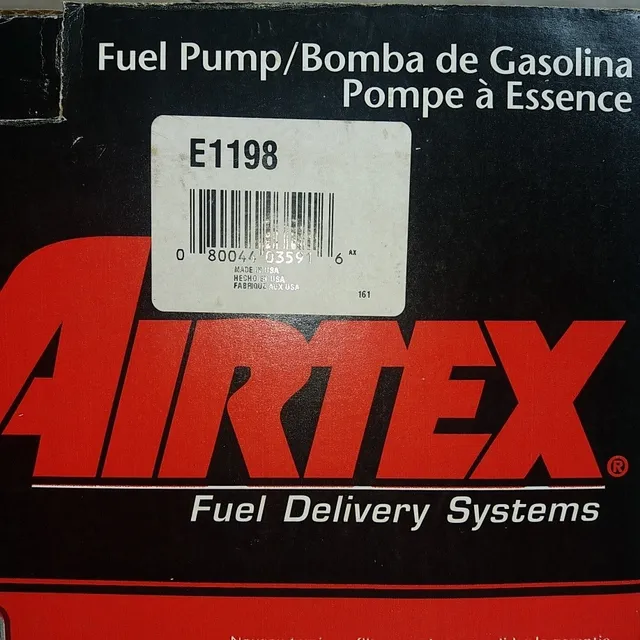 Fuel Pump/Bomba de Gasolina
Pompe à Essence
E1198
0 80044 03591 6 AX
MADE IN USA
HECHO EN USA
FABRIQUÉ AUX USA
161
AIRTEX®
Fuel Delivery Systems